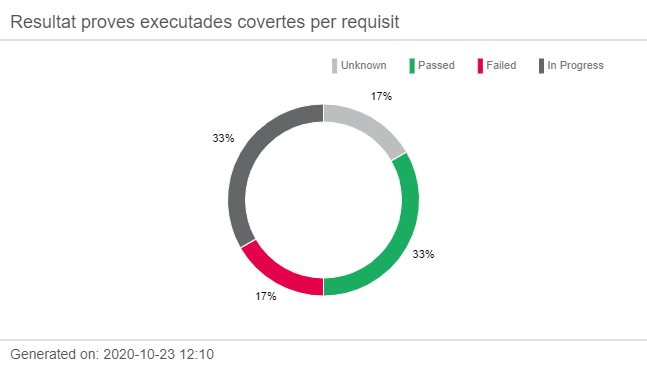 Resultat proves executades covertes per requisit
Unknown Passed Failed In Progress
17%
33%
33%
17%
Generated on: 2020-10-23 12:10